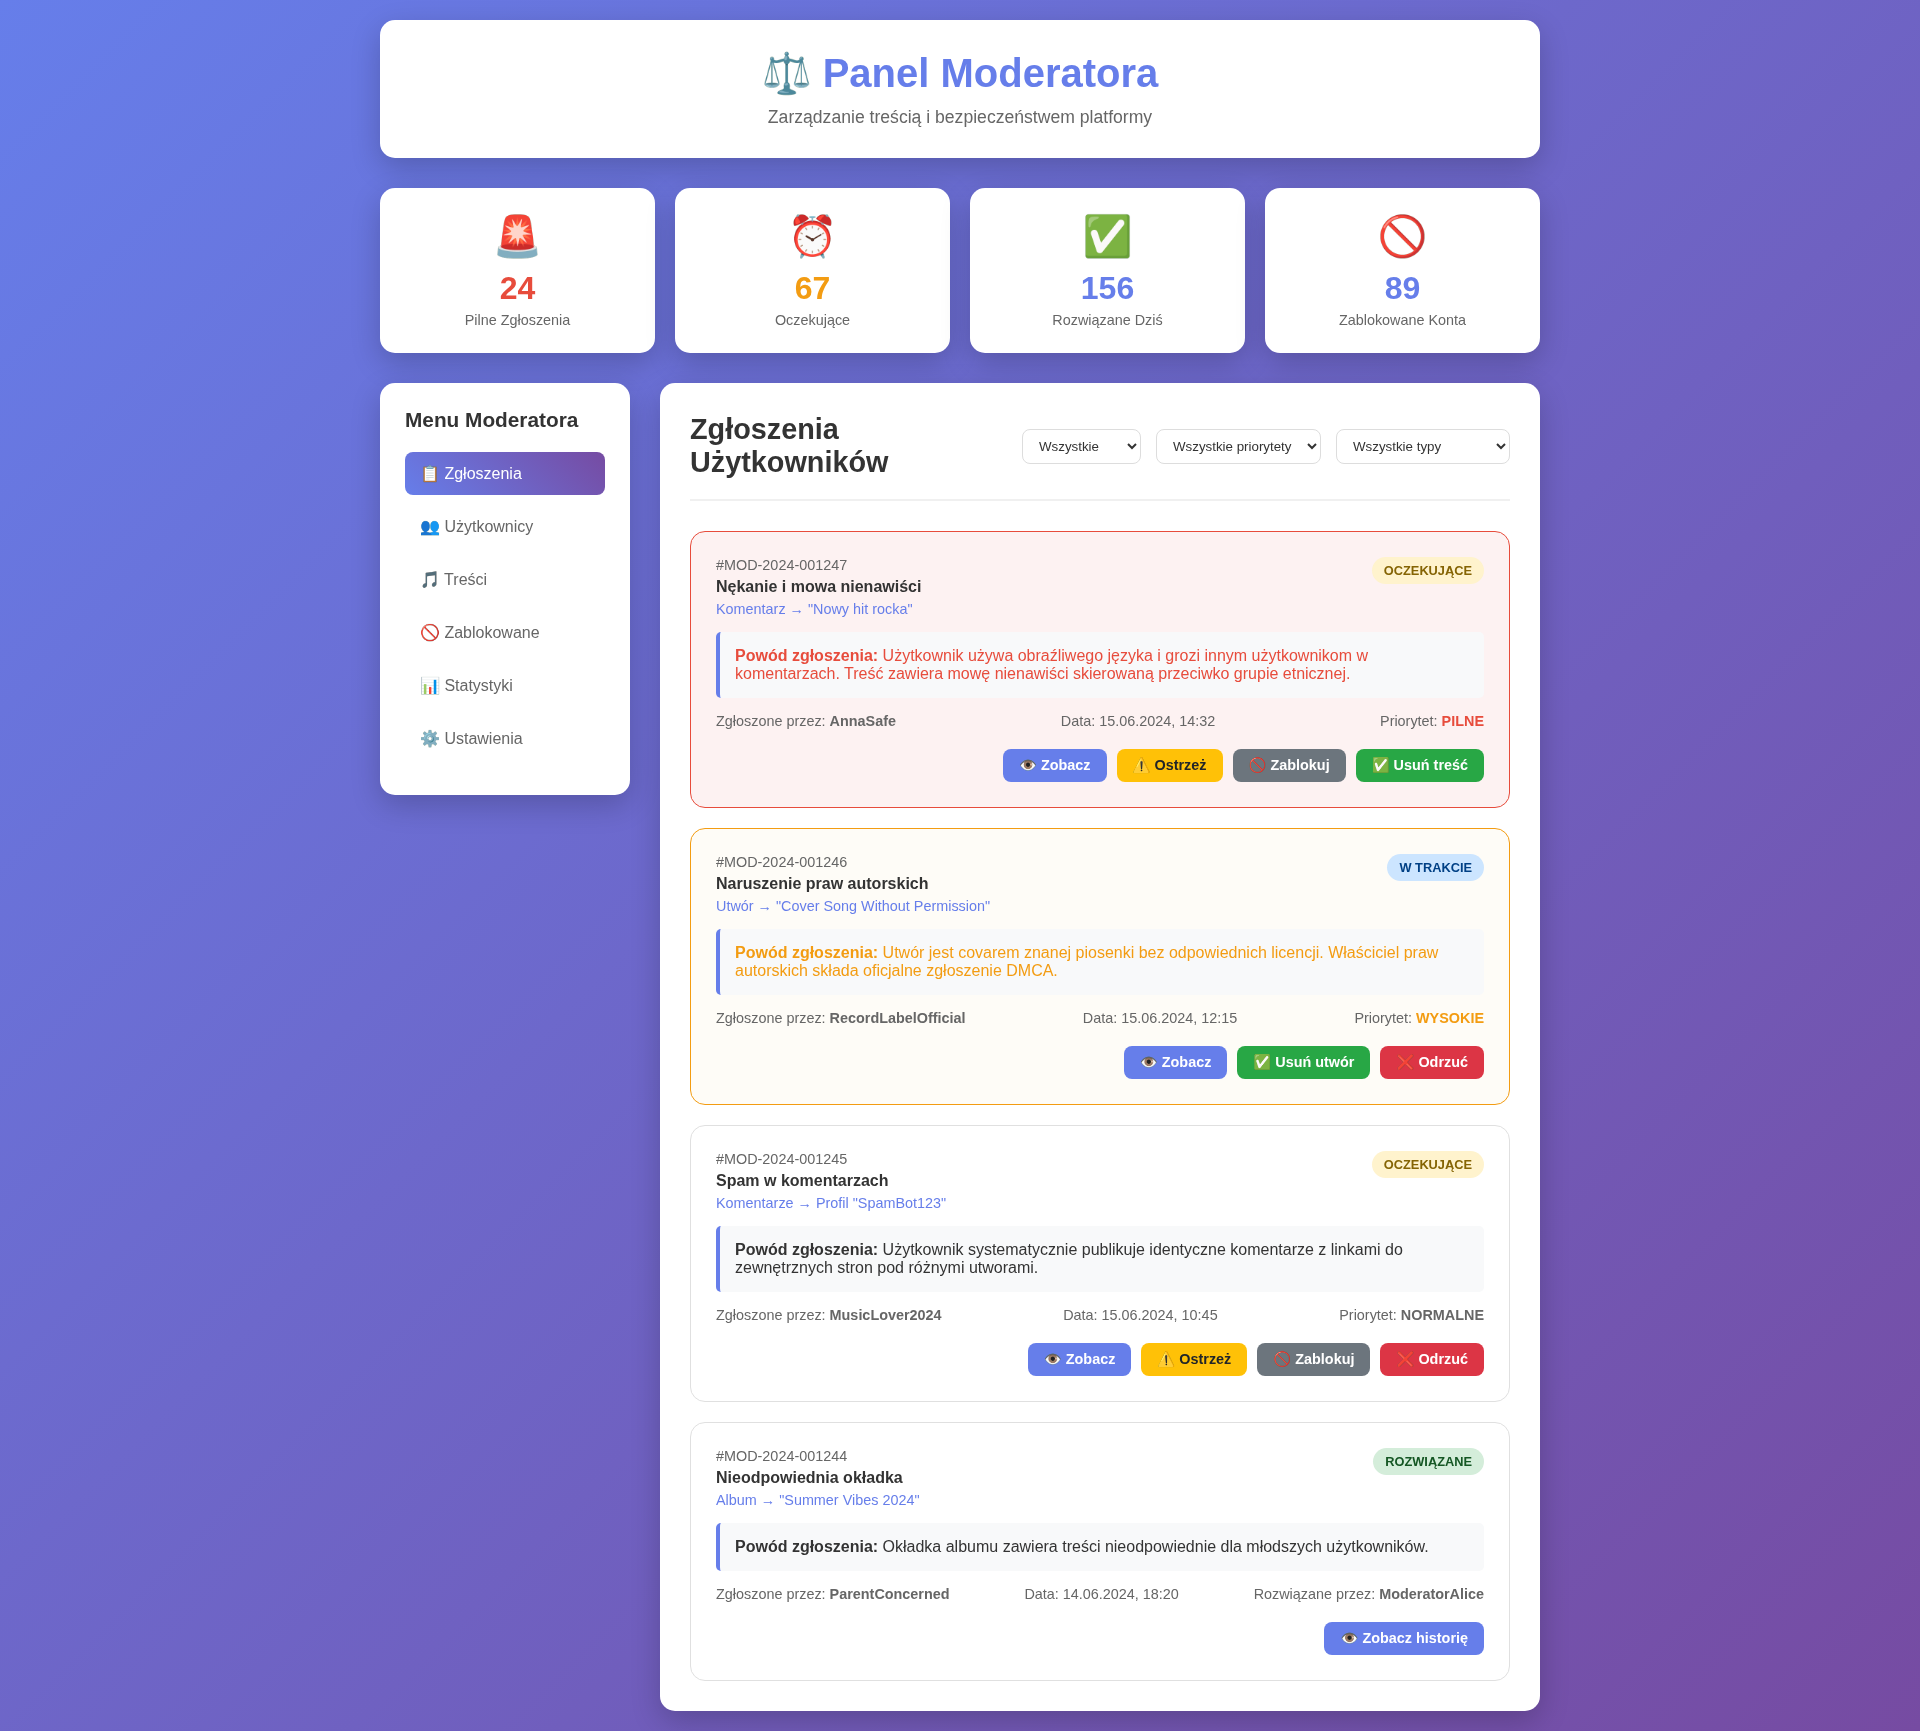 ⚖️ Panel Moderatora
Zarządzanie treścią i bezpieczeństwem platformy
24
Pilne Zgłoszenia
67
Oczekujące
156
Rozwiązane Dziś
89
Zablokowane Konta
Menu Moderatora
📋 Zgłoszenia
👥 Użytkownicy
🎵 Treści
🚫 Zablokowane
📊 Statystyki
⚙️ Ustawienia
Zgłoszenia
Użytkowników
Wszystkie
Wszystkie priorytety
Wszystkie typy
#MOD-2024-001247
OCZEKUJĄCE
Nękanie i mowa nienawiści
Komentarz → "Nowy hit rocka"
Powód zgłoszenia: Użytkownik używa obraźliwego języka i grozi innym użytkownikom w
komentarzach. Treść zawiera mowę nienawiści skierowaną przeciwko grupie etnicznej.
Zgłoszone przez: AnnaSafe Data: 15.06.2024, 14:32 Priorytet: PILNE
👁️ Zobacz ⚠️ Ostrzeż 🚫 Zablokuj ✅ Usuń treść
#MOD-2024-001246
W TRAKCIE
Naruszenie praw autorskich
Utwór → "Cover Song Without Permission"
Powód zgłoszenia: Utwór jest covarem znanej piosenki bez odpowiednich licencji. Właściciel praw
autorskich składa oficjalne zgłoszenie DMCA.
Zgłoszone przez: RecordLabelOfficial Data: 15.06.2024, 12:15 Priorytet: WYSOKIE
👁️ Zobacz ✅ Usuń utwór ❌ Odrzuć
#MOD-2024-001245
OCZEKUJĄCE
Spam w komentarzach
Komentarze → Profil "SpamBot123"
Powód zgłoszenia: Użytkownik systematycznie publikuje identyczne komentarze z linkami do
zewnętrznych stron pod różnymi utworami.
Zgłoszone przez: MusicLover2024 Data: 15.06.2024, 10:45 Priorytet: NORMALNE
👁️ Zobacz ⚠️ Ostrzeż 🚫 Zablokuj ❌ Odrzuć
#MOD-2024-001244
ROZWIĄZANE
Nieodpowiednia okładka
Album → "Summer Vibes 2024"
Powód zgłoszenia: Okładka albumu zawiera treści nieodpowiednie dla młodszych użytkowników.
Zgłoszone przez: ParentConcerned Data: 14.06.2024, 18:20 Rozwiązane przez: ModeratorAlice
👁️ Zobacz historię